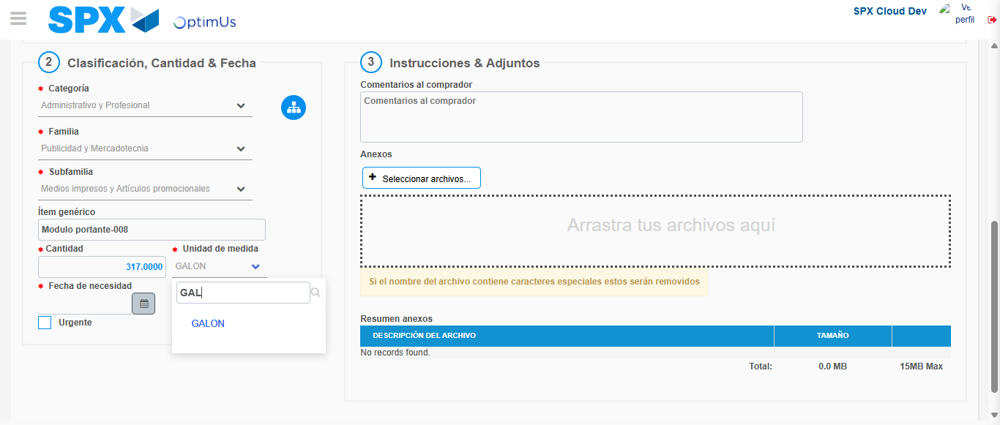 SPX
OptimUs
SPX Cloud Dev
Ve
perfil
2 Clasificación, Cantidad & Fecha
* Categoría
Administrativo y Profesional
* Familia
Publicidad y Mercadotecnia
* Subfamilia
Medios impresos y Artículos promocionales
Ítem genérico
Modulo portante-008
* Cantidad
* Unidad de medida
317.0000
GALON
* Fecha de necesidad
GAL
GALON
Urgente
3 Instrucciones & Adjuntos
Comentarios al comprador
Comentarios al comprador
Anexos
+ Seleccionar archivos...
Arrastra tus archivos aquí
Si el nombre del archivo contiene caracteres especiales estos serán removidos
Resumen anexos
DESCRIPCIÓN DEL ARCHIVO TAMAÑO
No records found.
Total: 0.0 MB 15MB Max